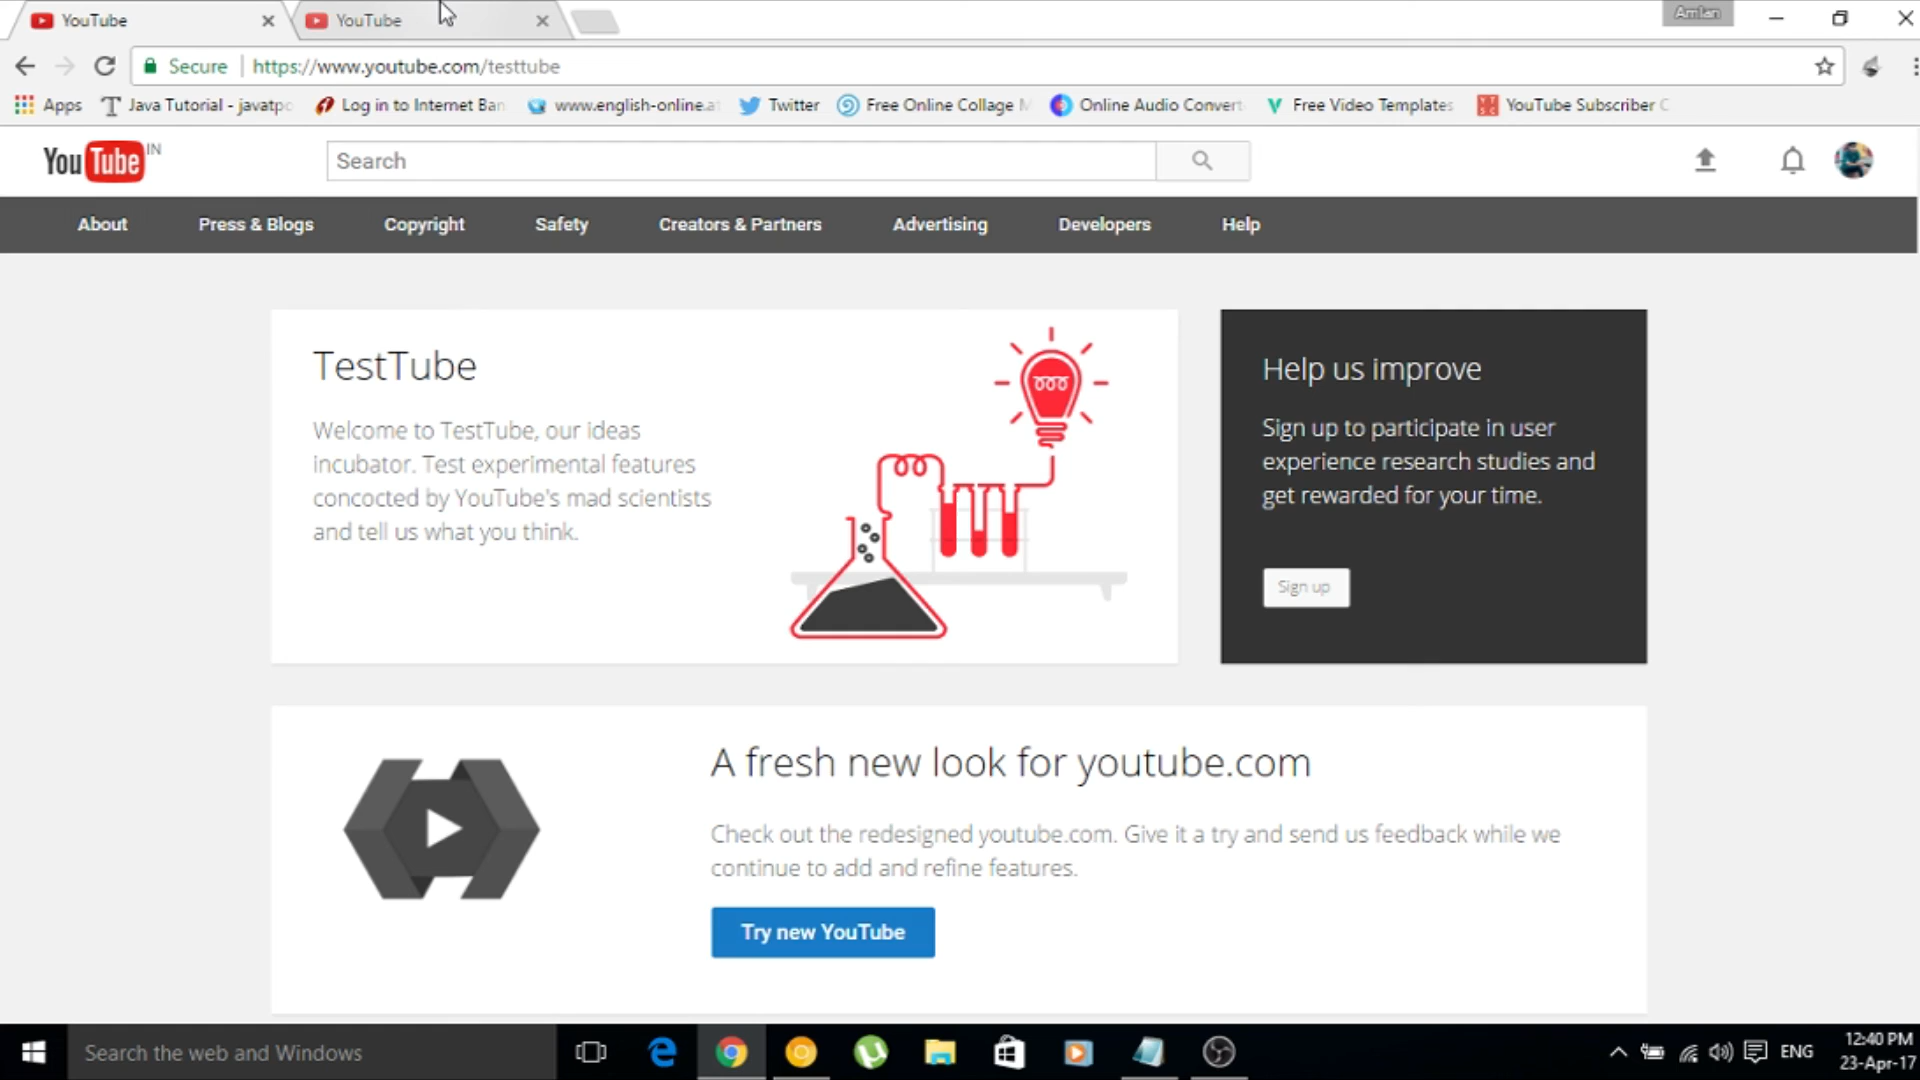 YouTube
YouTube
Amlan
Secure
https://www.youtube.com/testtube
Apps
Java Tutorial - javatp
Log in to Internet Ban
www.english-online.a
Twitter
Free Online Collage M
Online Audio Convert
Free Video Templates
YouTube Subscriber C
YouTube IN
Search
About
Press & Blogs
Copyright
Safety
Creators & Partners
Advertising
Developers
Help
TestTube
Welcome to TestTube, our ideas
incubator. Test experimental features
concocted by YouTube's mad scientists
and tell us what you think.
Help us improve
Sign up to participate in user
experience research studies and
get rewarded for your time.
Sign up
A fresh new look for youtube.com
Check out the redesigned youtube.com. Give it a try and send us feedback while we
continue to add and refine features.
Try new YouTube
Search the web and Windows
ENG
12:40 PM
23-Apr-17